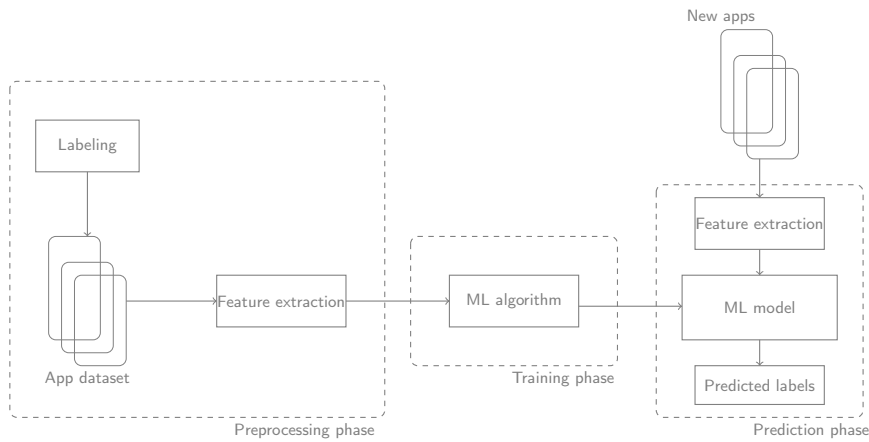 New apps
Labeling
Feature extraction
App dataset
Feature extraction
ML algorithm
ML model
Predicted labels
Training phase
Preprocessing phase
Prediction phase